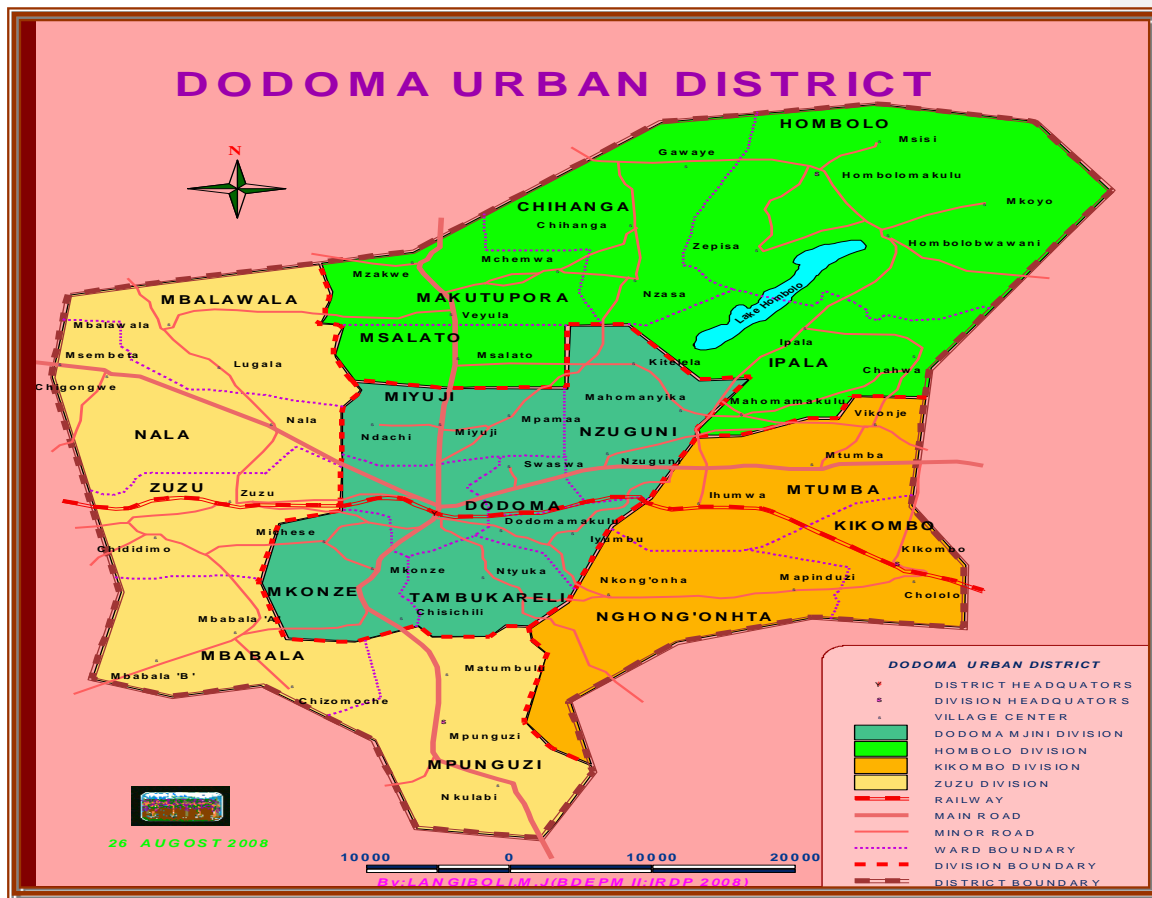 DODOMA URBAN DISTRICT
N
HOMBOLO
Msisi
Gawaye
Hombolomakulu
Mkoyo
CHIHANGA
Chihanga
Zepisa
Hombolobwawani
Mchemwa
Mzakwe
Nzasa
Lake Hombolo
MBALAWALA
MAKUTUPORA
Veyula
Mbalawala
MSALATO
Msalato
Ipala
Msembeta
Lugala
Kitelela
IPALA
Chahwa
Chigongwe
MIYUJI
Mahomanyika
Mahomamakulu
Vikonje
Nala
Mpamaa
NALA
Ndachi
Miyuji
NZUGUNI
Swaswa
Nzuguni
Mtumba
ZUZU
Zuzu
Ihumwa
MTUMBA
DODOMA
Dodomamakulu
KIKOMBO
Michese
Iyumbu
Chididimo
KIkombo
Mkonze
Ntyuka
Nkong'onha
Mapinduzi
Chololo
MKONZE
TAMBUKARELI
Chisichili
NGHONG'ONHTA
Mbabala 'A'
MBABALA
Mbabala 'B'
Matumbulu
Chizomoche
Mpunguzi
MPUNGUZI
Nkulabi
DODOMA URBAN DISTRICT
Y DISTRICT HEADQUATORS
s DIVISION HEADQUATORS
VILLAGE CENTER
DODOMA MJINI DIVISION
HOMBOLO DIVISION
KIKOMBO DIVISION
ZUZU DIVISION
RAILWAY
MAIN ROAD
MINOR ROAD
WARD BOUNDARY
DIVISION BOUNDARY
DISTRICT BOUNDARY
26 AUGOST 2008
10000 0 10000 20000
By:LANGIBOLI.M.J(BDEPM II:IRDP 2008)